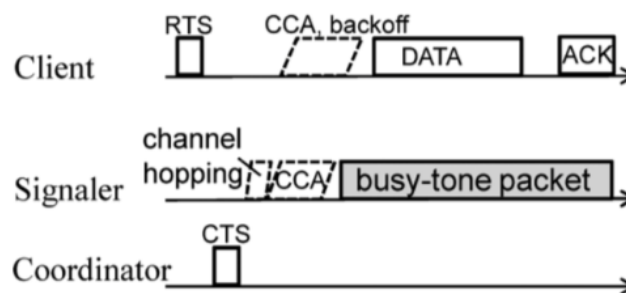 RTS
CCA, backoff
Client
DATA
ACK
channel
hopping
CCA
Signaler
busy-tone packet
CTS
Coordinator